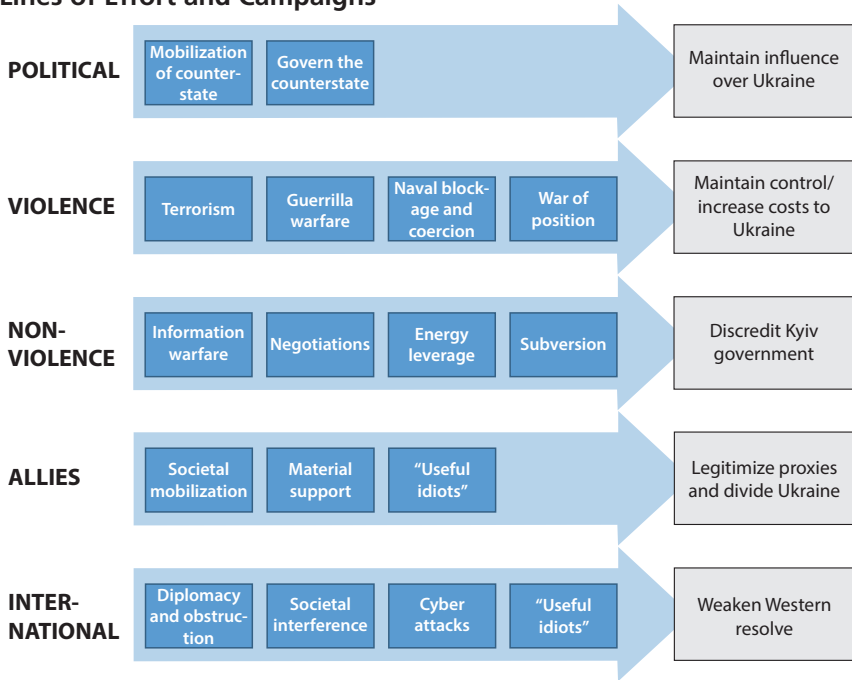 Lines of Effort and Campaigns
POLITICAL
Mobilization
of counter-
state
Govern the
counterstate
Maintain influence
over Ukraine
VIOLENCE
Terrorism
Guerrilla
warfare
Naval block-
age and
coercion
War of
position
Maintain control/
increase costs to
Ukraine
NON-
VIOLENCE
Information
warfare
Negotiations
Energy
leverage
Subversion
Discredit Kyiv
government
ALLIES
Societal
mobilization
Material
support
“Useful
idiots”
Legitimize proxies
and divide Ukraine
INTER-
NATIONAL
Diplomacy
and obstruc-
tion
Societal
interference
Cyber
attacks
“Useful
idiots”
Weaken Western
resolve